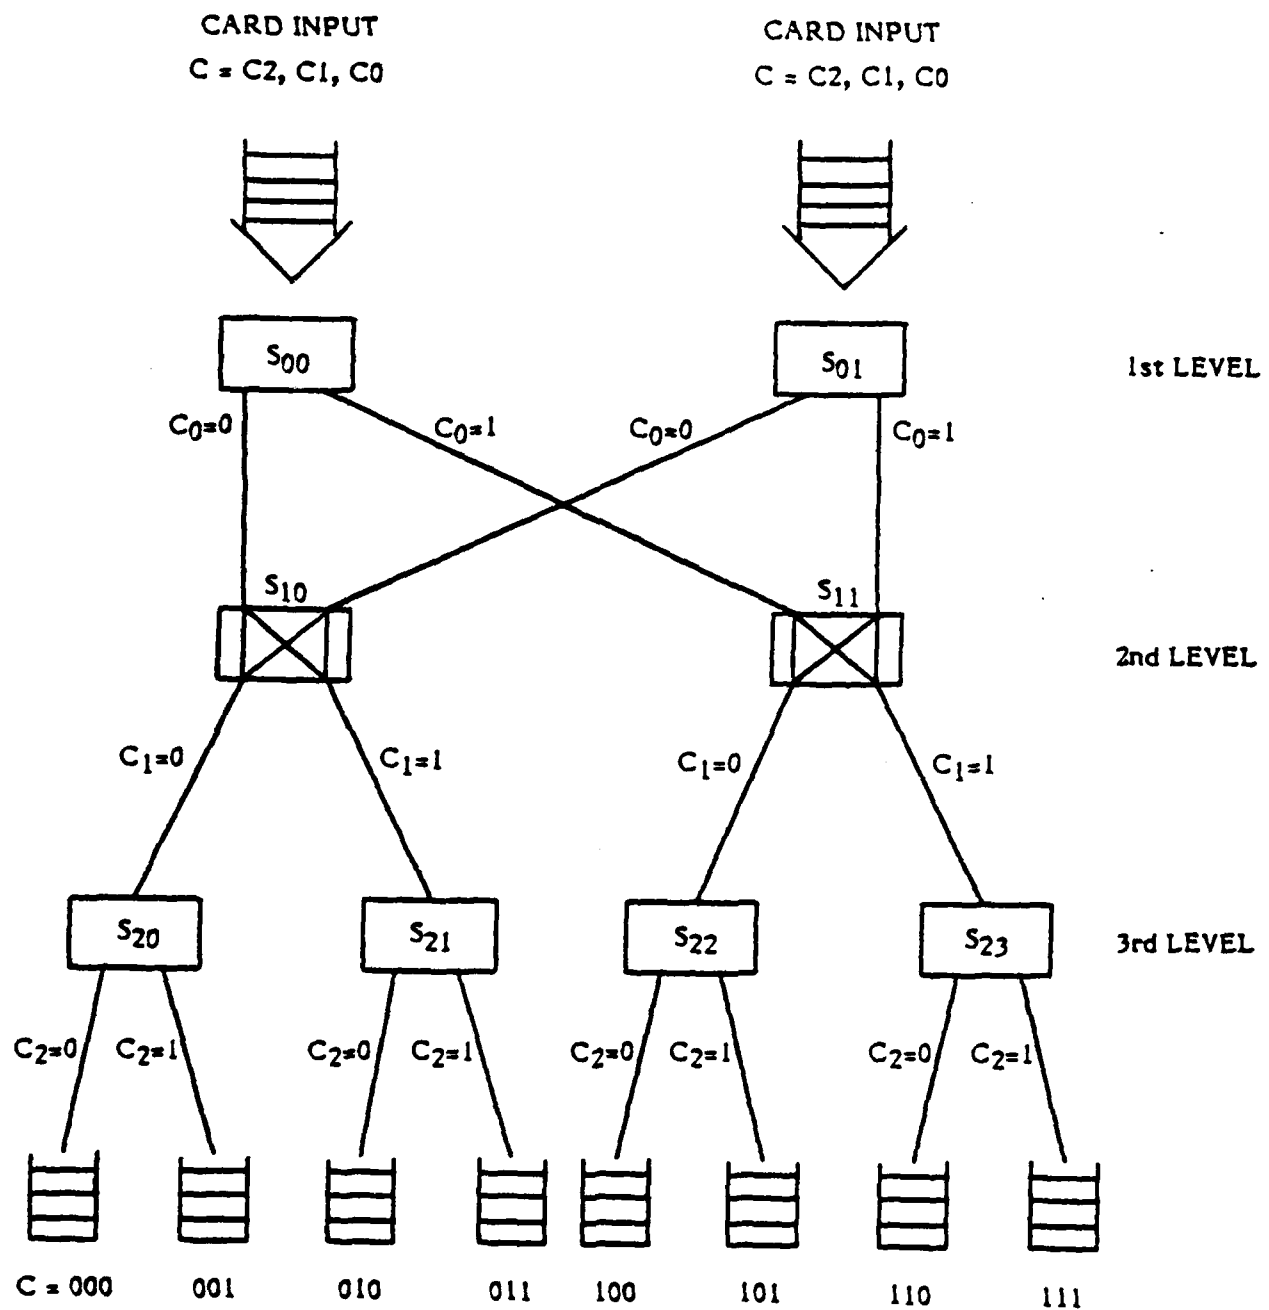 CARD INPUT
C = C2, C1, C0
CARD INPUT
C = C2, C1, C0
S00
S01
1st LEVEL
C0=0
C0=1
C0=0
C0=1
S10
S11
2nd LEVEL
C1=0
C1=1
C1=0
C1=1
S20
S21
S22
S23
3rd LEVEL
C2=0
C2=1
C2=0
C2=1
C2=0
C2=1
C2=0
C2=1
C = 000
001
010
011
100
101
110
111